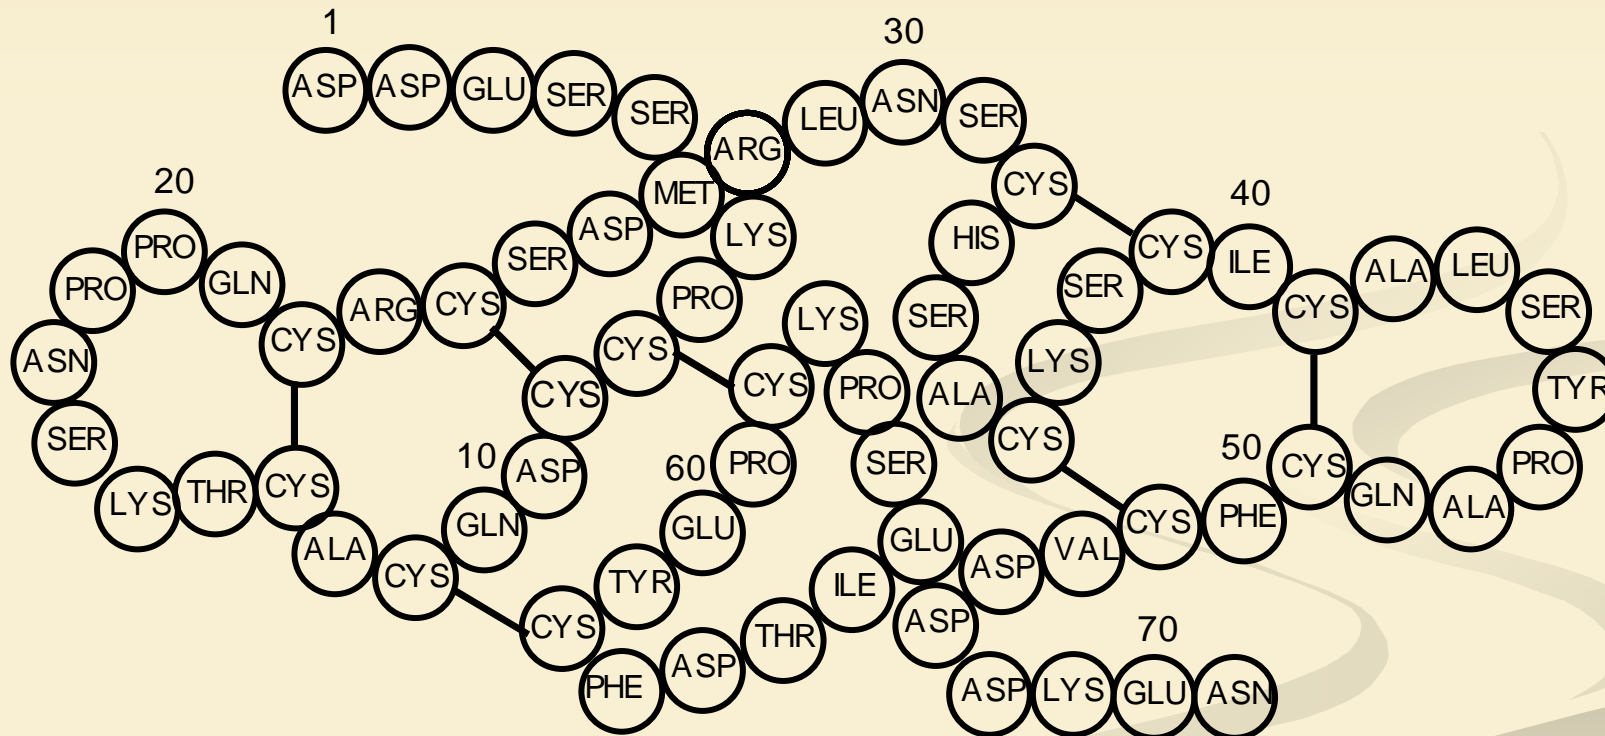 1 30
ASP ASP GLU SER SER LEU ASN SER
ARG
20 MET CYS 40
PRO SER ASP LYS HIS CYS ILE ALA LEU
PRO GLN ARG CYS PRO LYS SER SER CYS SER
ASN CYS CYS CYS CYS PRO ALA LYS TYR
SER 10 60 PRO SER CYS 50 CYS PRO
LYS THR CYS ASP GLN ALA
ALA GLN GLU GLU VAL CYS PHE
CYS TYR ILE ASP
CYS THR ASP 70
PHE ASP ASP LYS GLU ASN